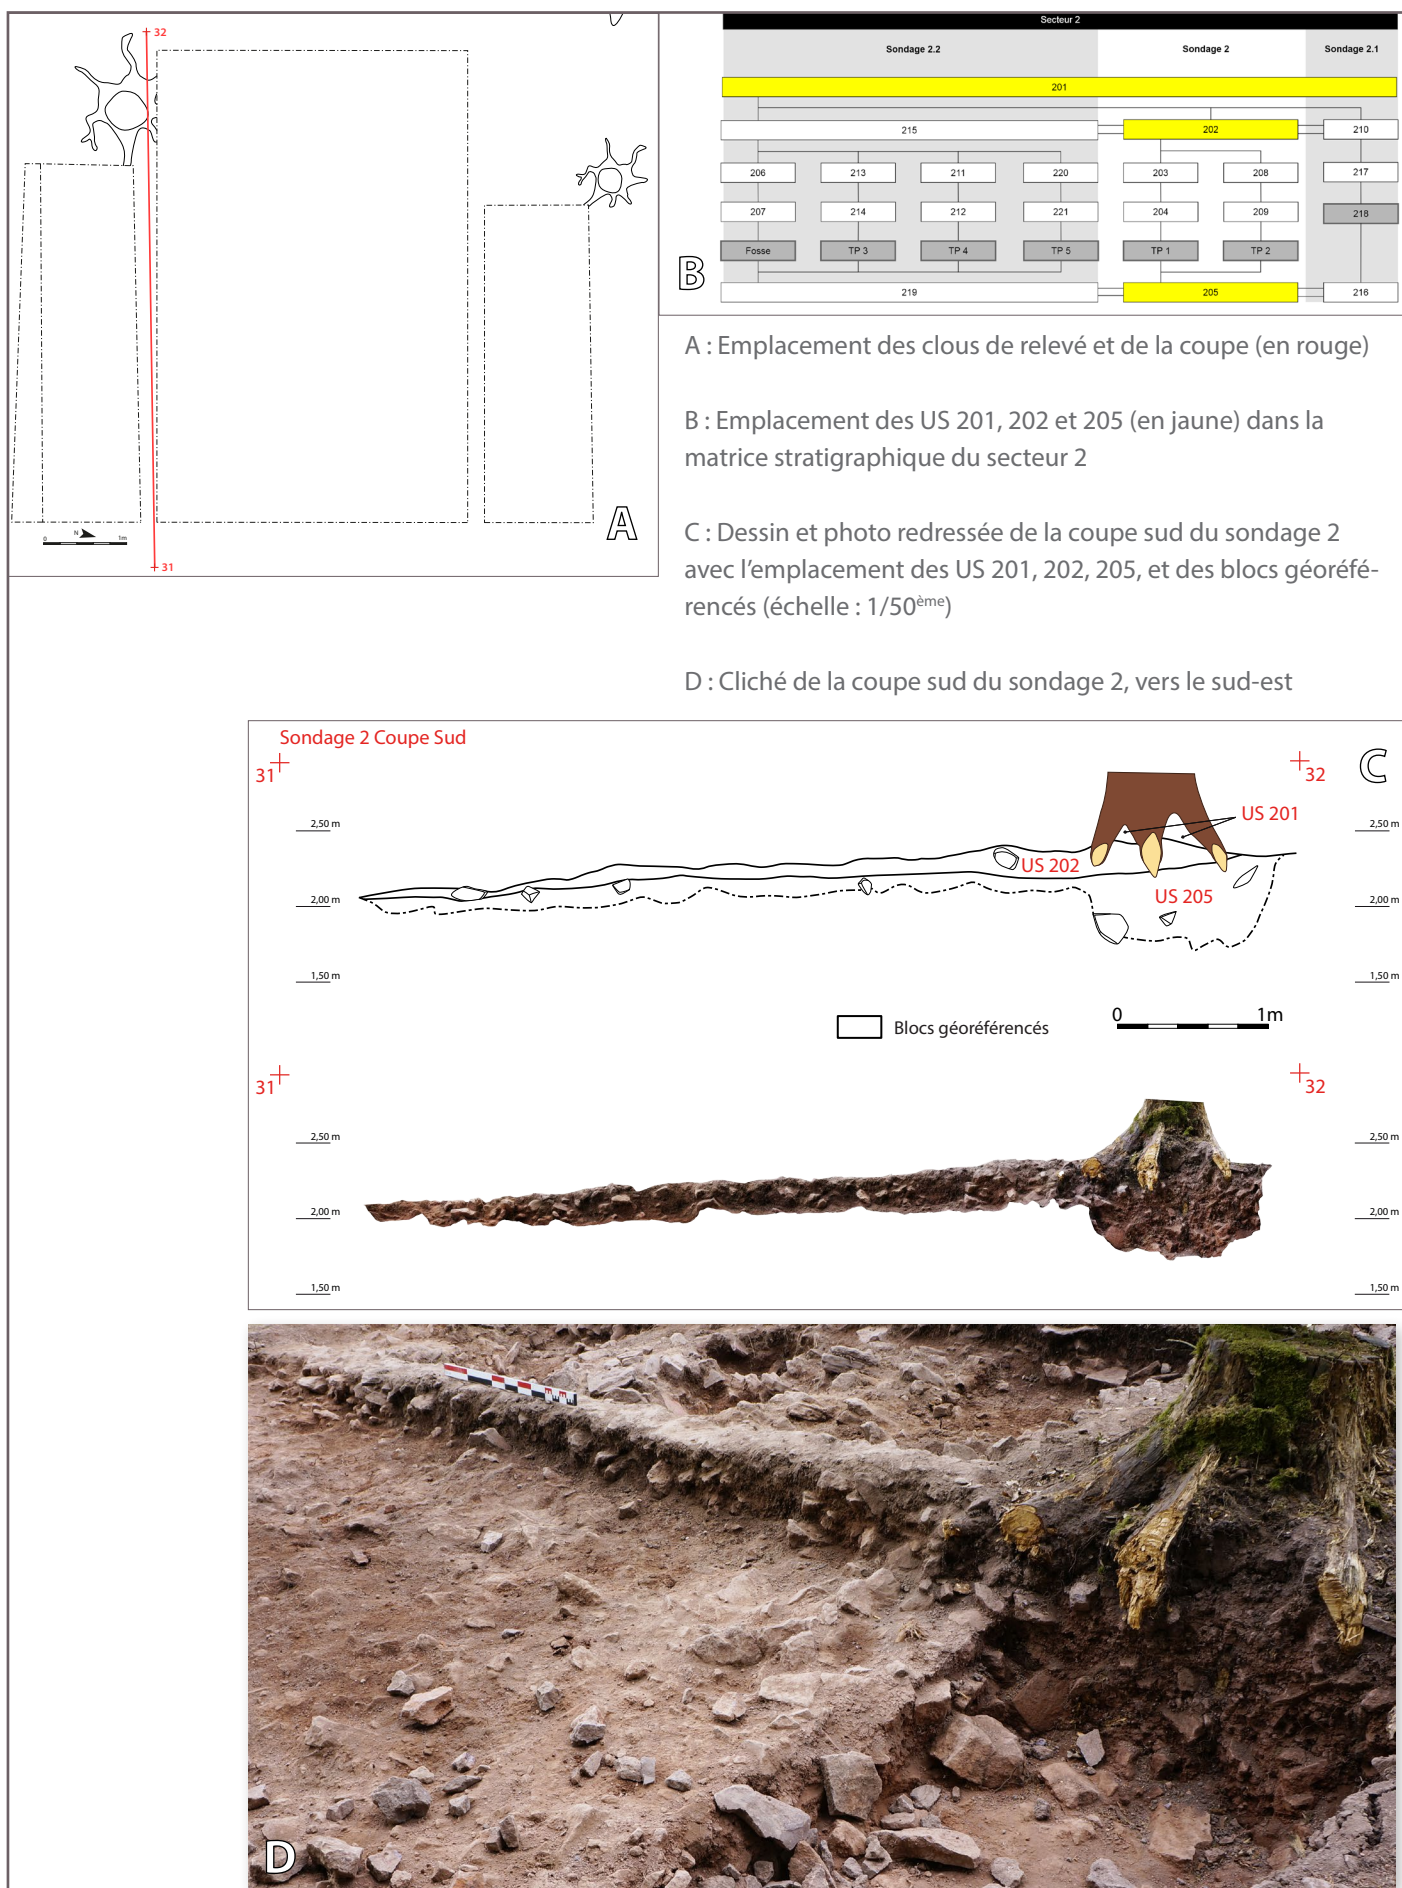 32
31
0
N
1m
A
Secteur 2
Sondage 2.2
Sondage 2
Sondage 2.1
201
215
202
210
206
213
211
220
203
208
217
207
214
212
221
204
209
218
Fosse
TP 3
TP 4
TP 5
TP 1
TP 2
219
205
216
B
A : Emplacement des clous de relevé et de la coupe (en rouge)
B : Emplacement des US 201, 202 et 205 (en jaune) dans la
matrice stratigraphique du secteur 2
C : Dessin et photo redressée de la coupe sud du sondage 2
avec l’emplacement des US 201, 202, 205, et des blocs géoréfé-
rencés (échelle : 1/50ème)
D : Cliché de la coupe sud du sondage 2, vers le sud-est
Sondage 2 Coupe Sud
31
32
C
US 201
2,50 m
2,50 m
US 202
US 205
2,00 m
2,00 m
1,50 m
1,50 m
Blocs géoréférencés
0
1m
31
32
2,50 m
2,50 m
2,00 m
2,00 m
1,50 m
1,50 m
D